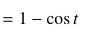 = 1 − cos t